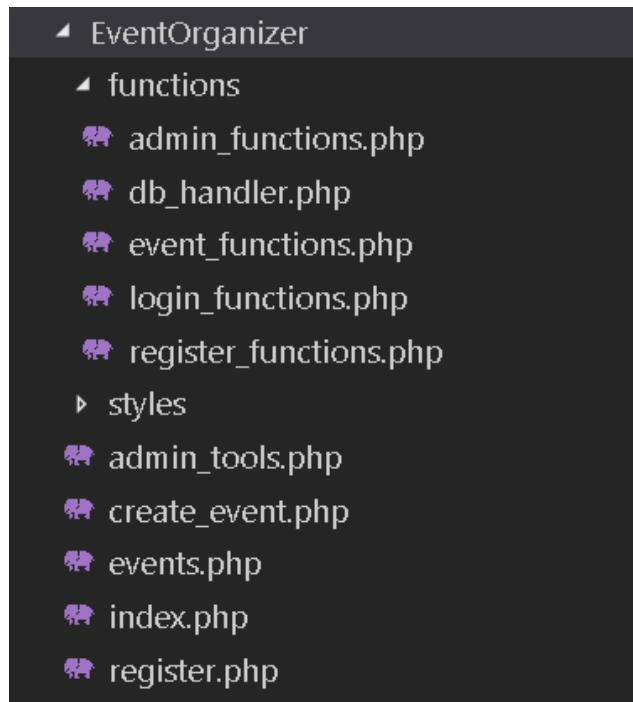 EventOrganizer
functions
admin_functions.php
db_handler.php
event_functions.php
login_functions.php
register_functions.php
styles
admin_tools.php
create_event.php
events.php
index.php
register.php